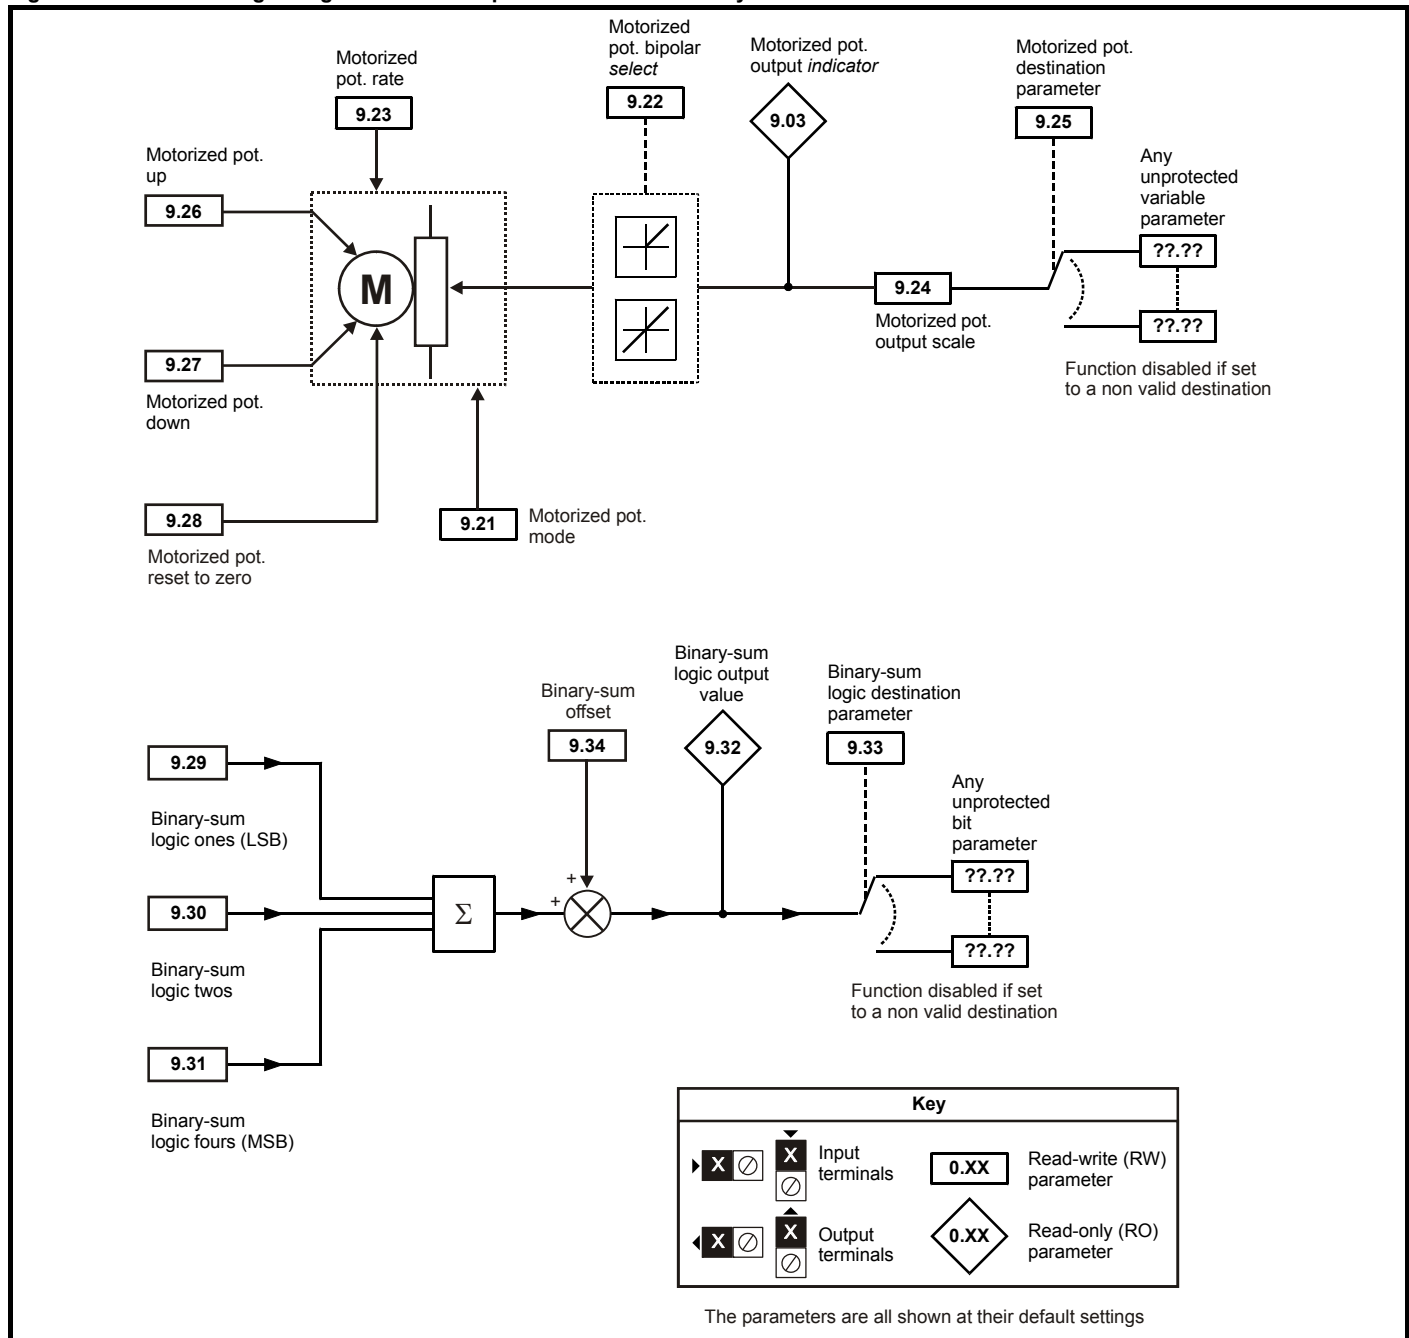 Motorized
pot. rate
9.23
Motorized
pot. bipolar
select
9.22
Motorized pot.
output indicator
9.03
Motorized pot.
destination
parameter
9.25
Any
unprotected
variable
parameter
??.??
??.??
Function disabled if set
to a non valid destination
Motorized pot.
up
9.26
M
9.24
Motorized pot.
output scale
9.27
Motorized pot.
down
9.28
Motorized pot.
reset to zero
9.21
Motorized pot.
mode
Binary-sum
offset
9.34
Binary-sum
logic output
value
9.32
Binary-sum
logic destination
parameter
9.33
Any
unprotected
bit
parameter
??.??
??.??
Function disabled if set
to a non valid destination
9.29
Binary-sum
logic ones (LSB)
9.30
Binary-sum
logic twos
9.31
Binary-sum
logic fours (MSB)
Σ
+
+
Key
X
X
Input
terminals
0.XX
Read-write (RW)
parameter
X
X
Output
terminals
0.XX
Read-only (RO)
parameter
The parameters are all shown at their default settings